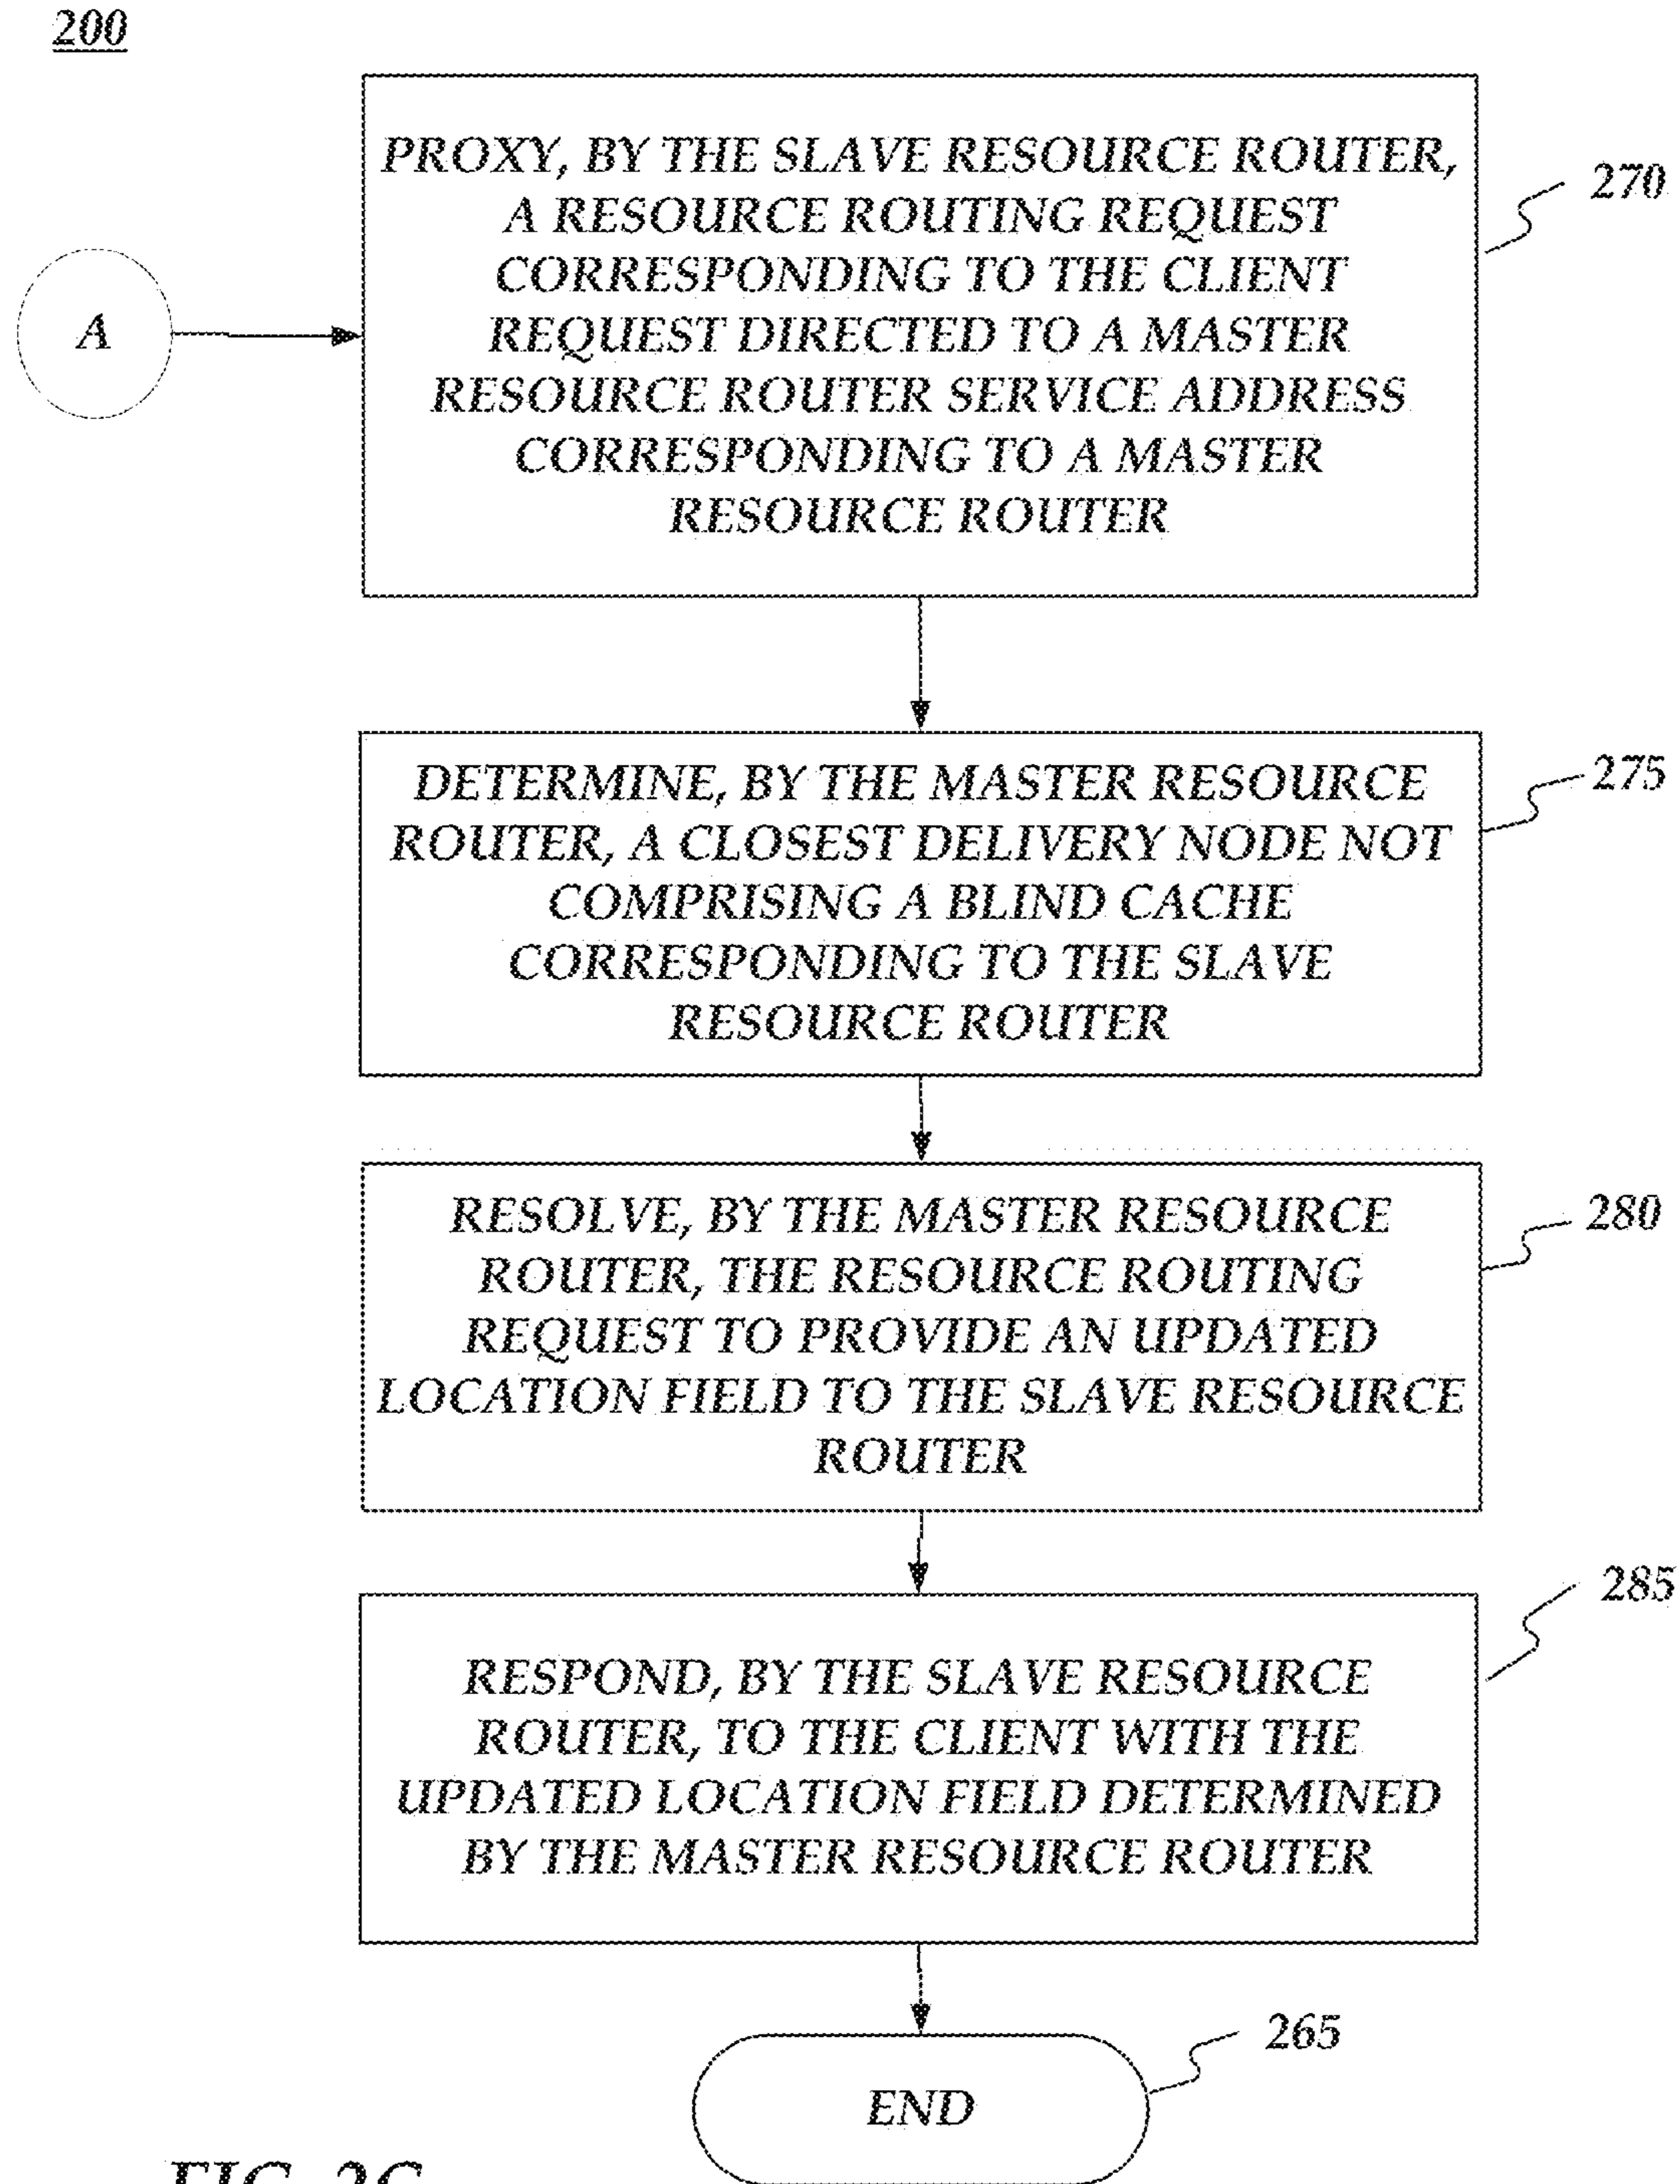 200
PROXY, BY THE SLAVE RESOURCE ROUTER,
A RESOURCE ROUTING REQUEST
CORRESPONDING TO THE CLIENT
REQUEST DIRECTED TO A MASTER
RESOURCE ROUTER SERVICE ADDRESS
CORRESPONDING TO A MASTER
RESOURCE ROUTER
270
A
DETERMINE, BY THE MASTER RESOURCE
ROUTER, A CLOSEST DELIVERY NODE NOT
COMPRISING A BLIND CACHE
CORRESPONDING TO THE SLAVE
RESOURCE ROUTER
275
RESOLVE, BY THE MASTER RESOURCE
ROUTER, THE RESOURCE ROUTING
REQUEST TO PROVIDE AN UPDATED
LOCATION FIELD TO THE SLAVE RESOURCE
ROUTER
280
RESPOND, BY THE SLAVE RESOURCE
ROUTER, TO THE CLIENT WITH THE
UPDATED LOCATION FIELD DETERMINED
BY THE MASTER RESOURCE ROUTER
285
END
265
FIG. 2C